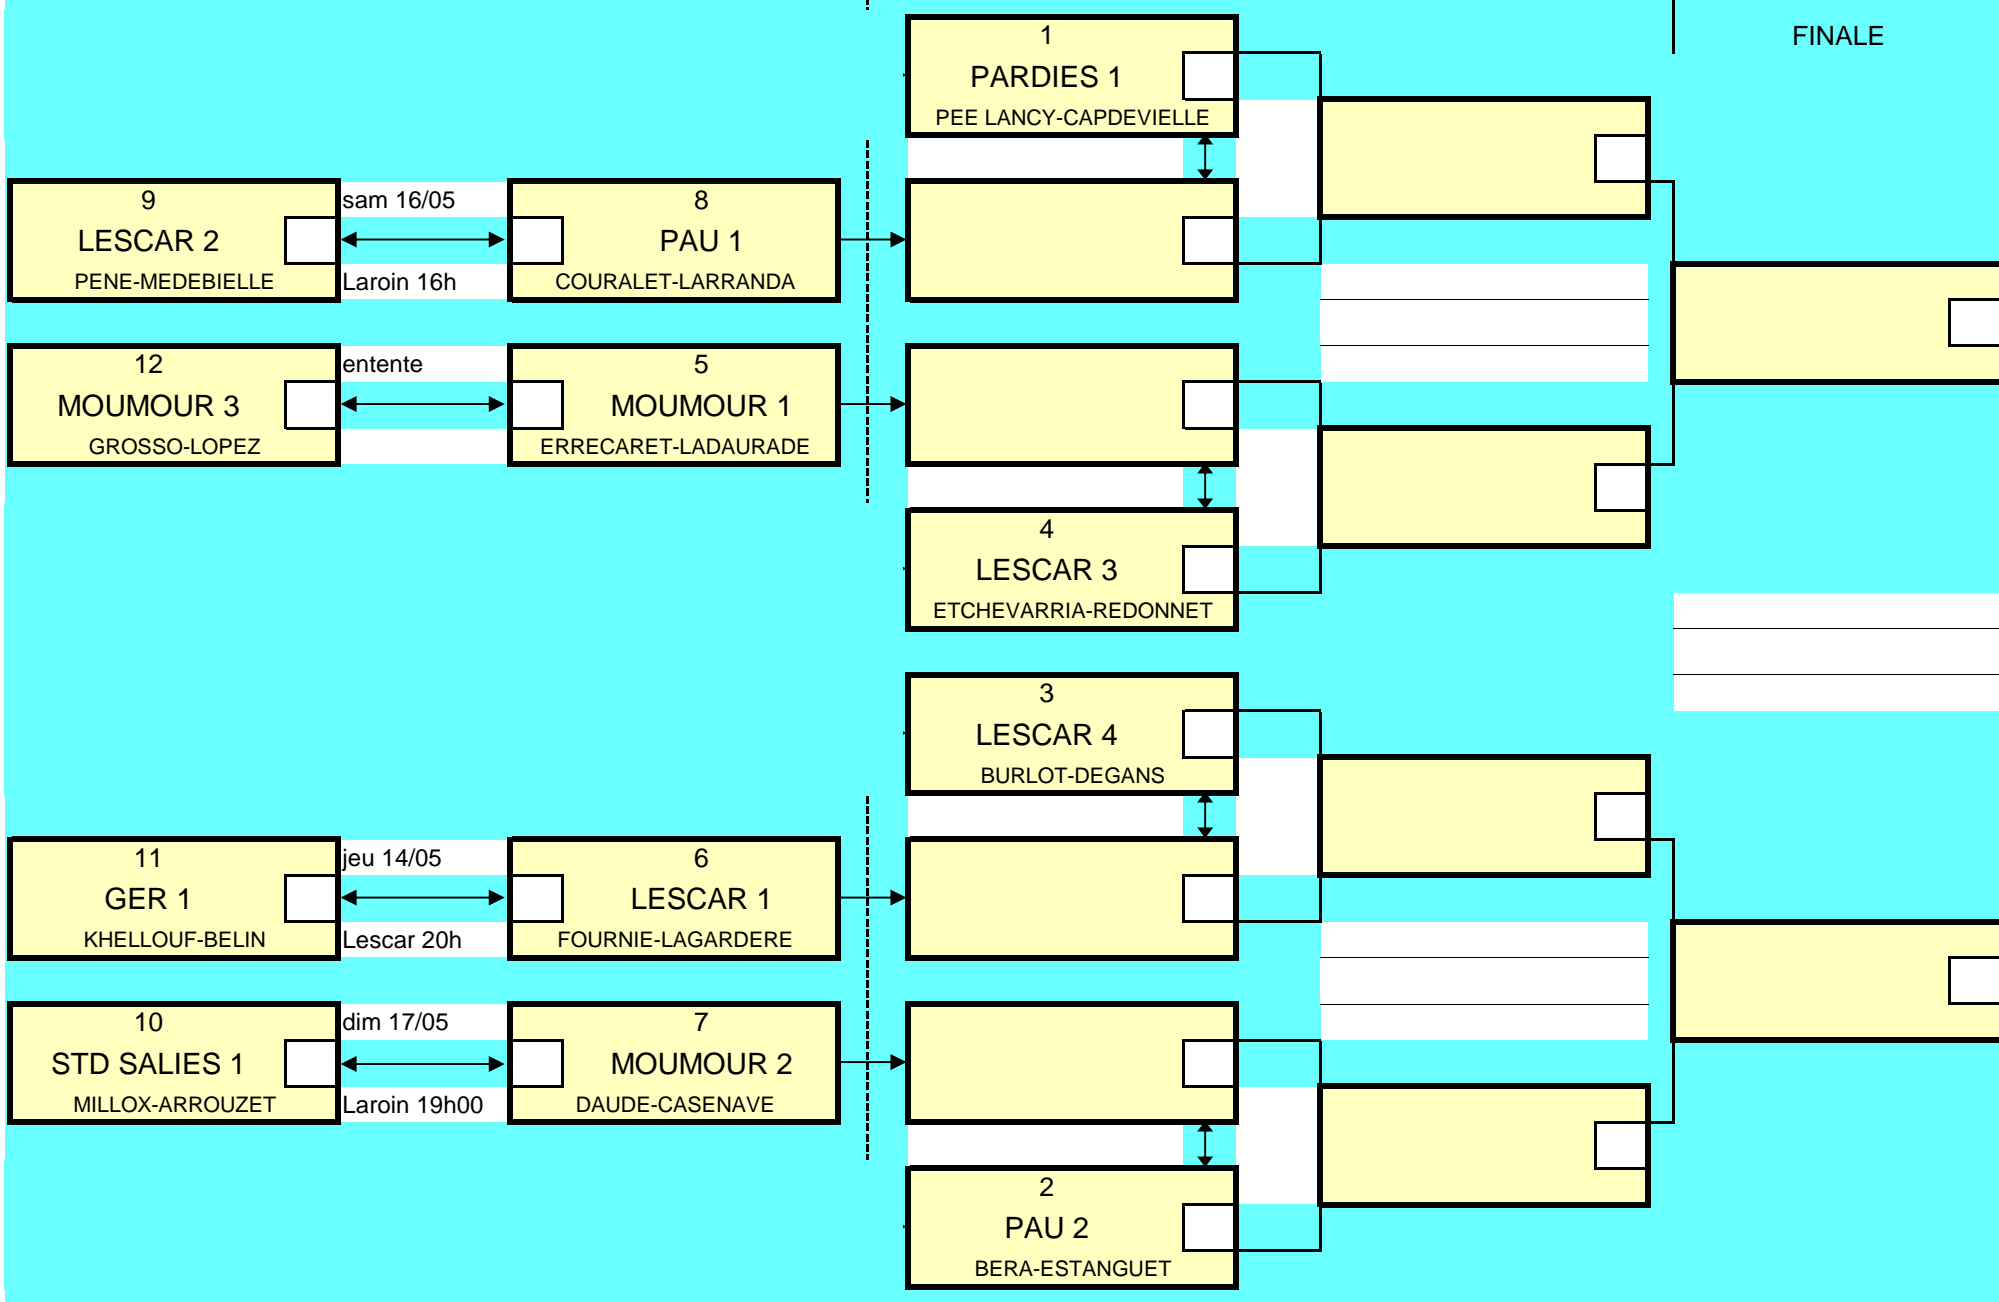 FINALE
1
PARDIES 1
PEE LANCY-CAPDEVIELLE
9
LESCAR 2
PENE-MEDEBIELLE
sam 16/05
Laroin 16h
8
PAU 1
COURALET-LARRANDA
12
MOUMOUR 3
GROSSO-LOPEZ
entente
5
MOUMOUR 1
ERRECARET-LADAURADE
4
LESCAR 3
ETCHEVARRIA-REDONNET
3
LESCAR 4
BURLOT-DEGANS
11
GER 1
KHELLOUF-BELIN
jeu 14/05
Lescar 20h
6
LESCAR 1
FOURNIE-LAGARDERE
10
STD SALIES 1
MILLOX-ARROUZET
dim 17/05
Laroin 19h00
7
MOUMOUR 2
DAUDE-CASENAVE
2
PAU 2
BERA-ESTANGUET